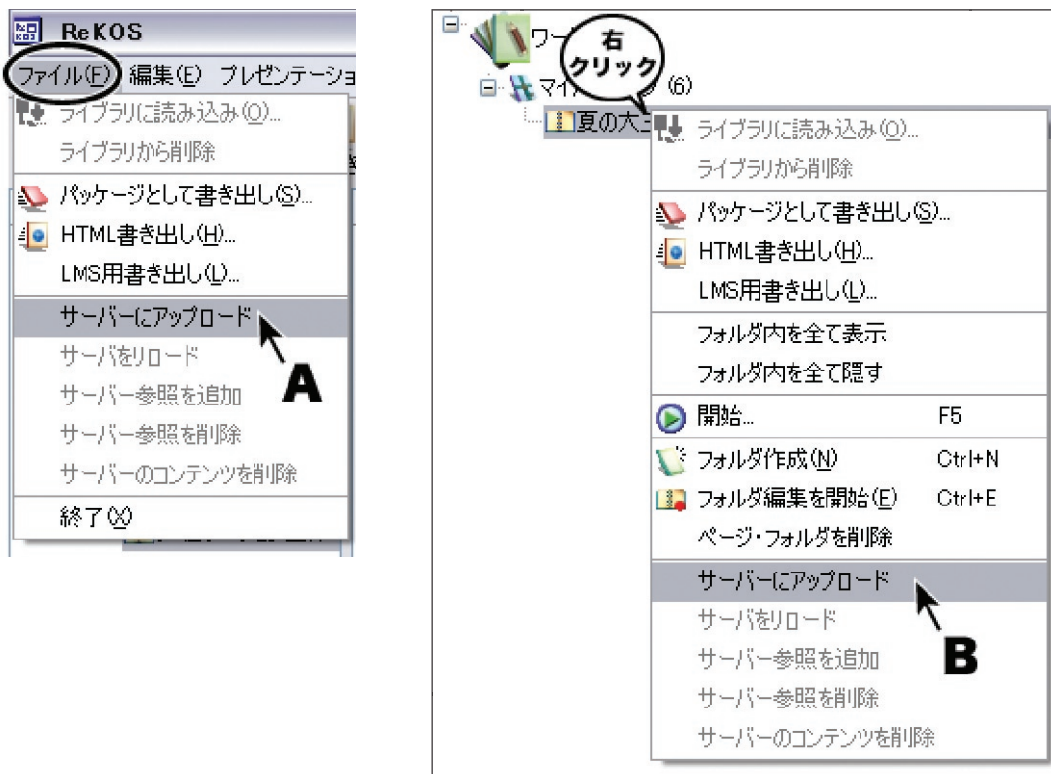 ReKOS
ファイル(F) 編集(E) プレゼンテーショ
ライブラリに読み込み(O)...
ライブラリから削除
パッケージとして書き出し(S)...
HTML書き出し(H)...
LMS用書き出し(L)...
サーバーにアップロード
サーバをリロード
サーバー参照を追加
サーバー参照を削除
サーバーのコンテンツを削除
終了(X)
A
ワー
右
クリック
マイ
(6)
夏の大三
ライブラリに読み込み(O)...
ライブラリから削除
パッケージとして書き出し(S)...
HTML書き出し(H)...
LMS用書き出し(L)...
フォルダ内を全て表示
フォルダ内を全て隠す
開始... F5
フォルダ作成(N) Ctrl+N
フォルダ編集を開始(E) Ctrl+E
ページ・フォルダを削除
サーバーにアップロード
サーバをリロード
サーバー参照を追加
サーバー参照を削除
サーバーのコンテンツを削除
B